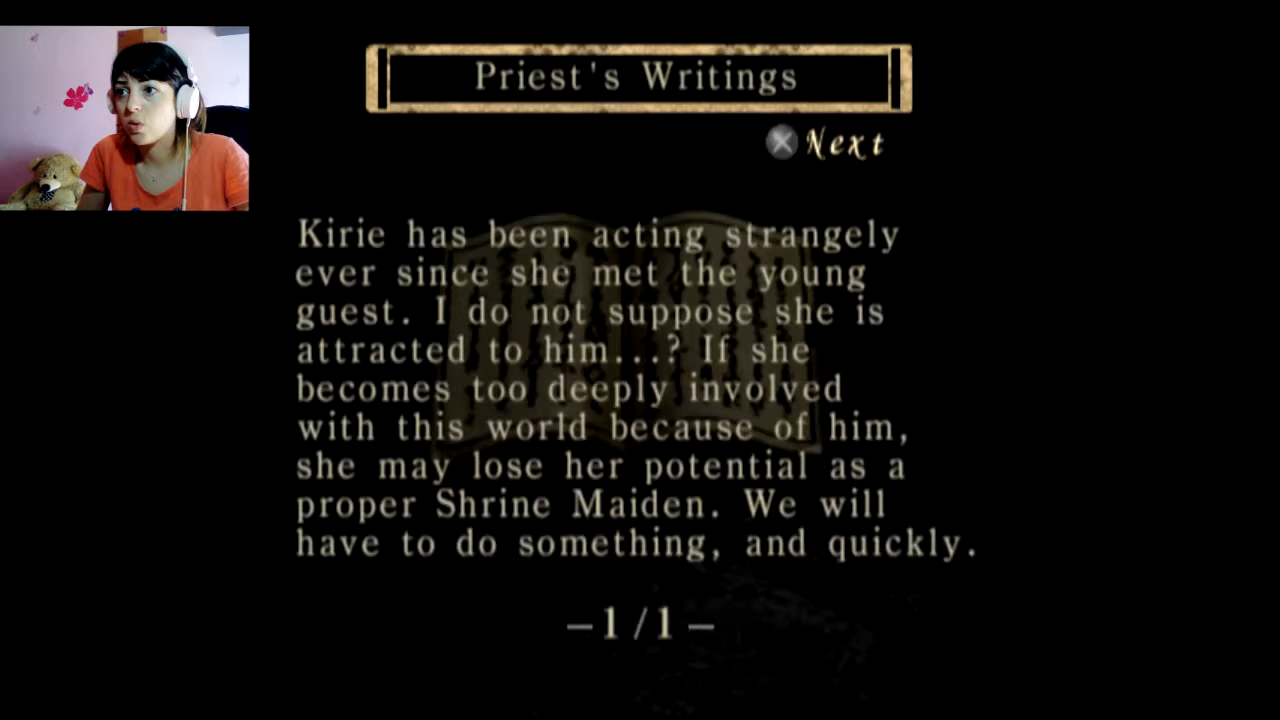 Priest's Writings
Next
Kirie has been acting strangely
ever since she met the young
guest. I do not suppose she is
attracted to him...? If she
becomes too deeply involved
with this world because of him,
she may lose her potential as a
proper Shrine Maiden. We will
have to do something, and quickly.
—1/1—